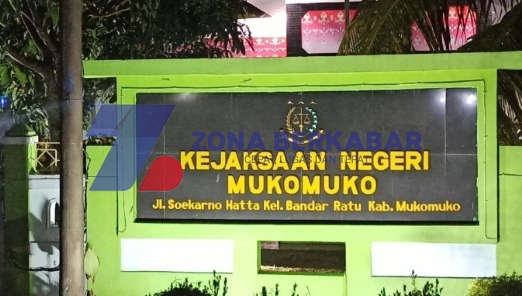 ZONA BERKABAR
KEJAKSAAN NEGERI
MUKOMUKO
Jl. Soekarno Hatta Kel. Bandar Ratu Kab. Mukomuko